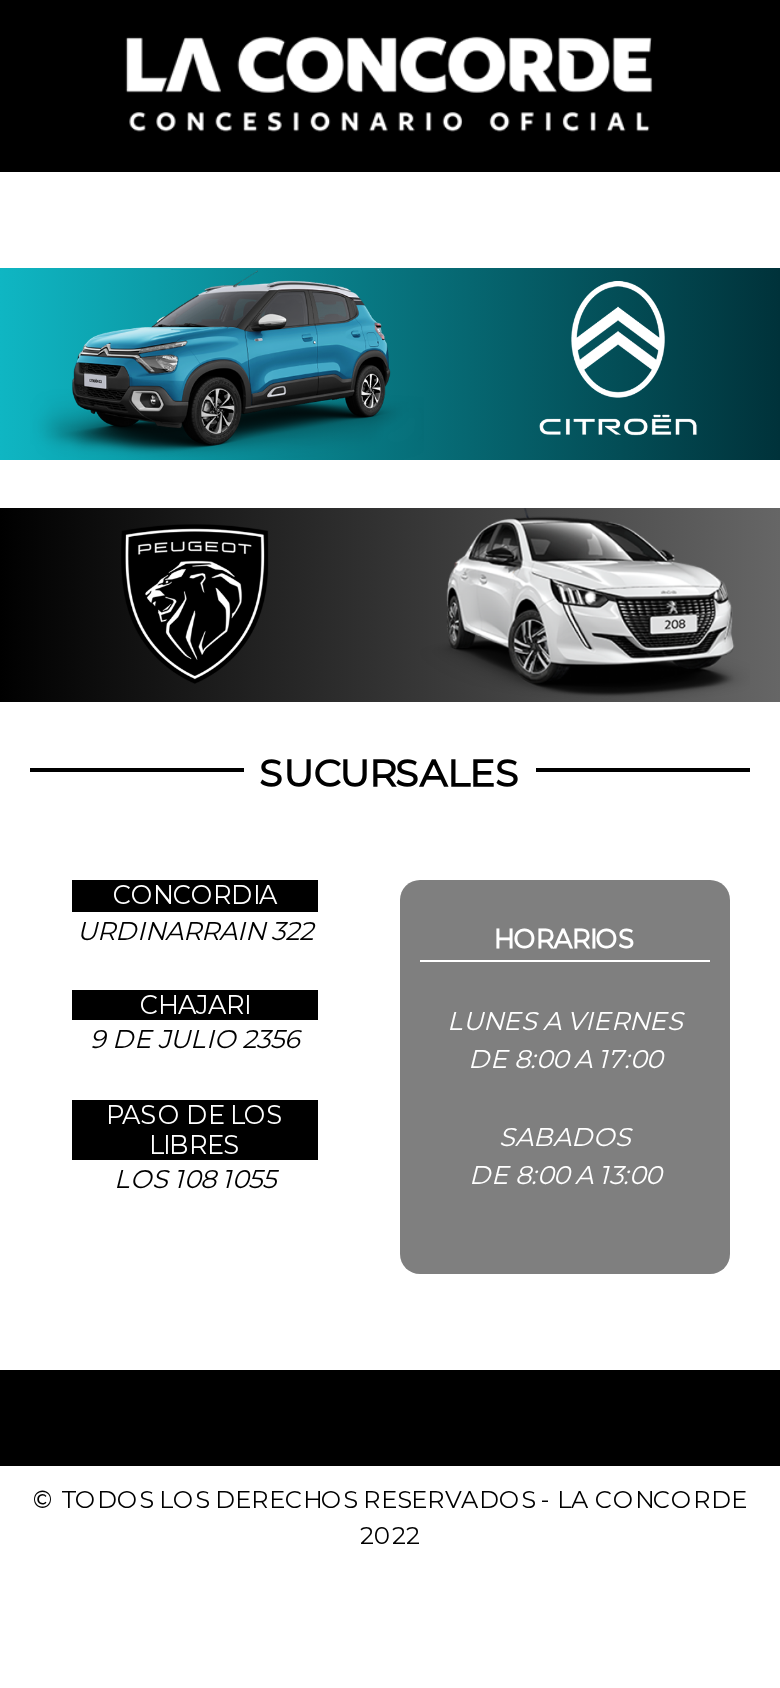 LA CONCORDE
CONCESIONARIO OFICIAL
CITROËN
PEUGEOT
208
SUCURSALES
CONCORDIA
URDINARRAIN 322
CHAJARI
9 DE JULIO 2356
PASO DE LOS
LIBRES
LOS 108 1055
HORARIOS
LUNES A VIERNES
DE 8:00 A 17:00
SABADOS
DE 8:00 A 13:00
© TODOS LOS DERECHOS RESERVADOS - LA CONCORDE
2022